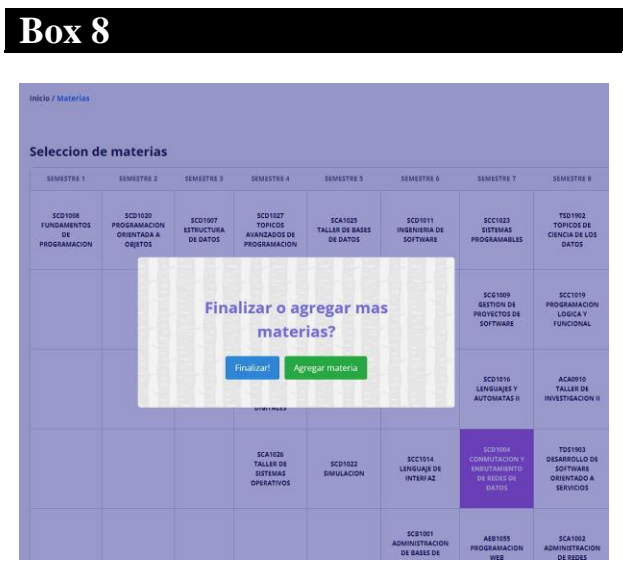 Box 8
Inicio / Materias
Seleccion de materias
SEMESTRE 1 SEMESTRE 2 SEMESTRE 3 SEMESTRE 4 SEMESTRE 5 SEMESTRE 6 SEMESTRE 7 SEMESTRE 8
SCD1008
FUNDAMENTOS
DE
PROGRAMACION
SCD1020
PROGRAMACION
ORIENTADA A
OBJETOS
SCD1007
ESTRUCTURA
DE DATOS
SCD1027
TOPICOS
AVANZADOS DE
PROGRAMACION
SCA1025
TALLER DE BASES
DE DATOS
SCD1011
INGENIERIA DE
SOFTWARE
SCC1023
SISTEMAS
PROGRAMABLES
TSD1902
TOPICOS DE
CIENCIA DE LOS
DATOS
Finalizar o agregar mas
materias?
Finalizar!
Agregar materia
SCG1009
GESTION DE
PROYECTOS DE
SOFTWARE
SCC1019
PROGRAMACION
LOGICA Y
FUNCIONAL
DIGITALES
SCD1016
LENGUAJES Y
AUTOMATAS II
ACA0910
TALLER DE
INVESTIGACION II
SCA1026
TALLER DE
SISTEMAS
OPERATIVOS
SCD1022
SIMULACION
SCC1014
LENGUAJE DE
INTERFAZ
SCD1004
CONMUTACION Y
ENRUTAMIENTO
DE REDES DE
DATOS
TDS1903
DESARROLLO DE
SOFTWARE
ORIENTADO A
SERVICIOS
SCB1001
ADMINISTRACION
DE BASES DE
AEB1055
PROGRAMACION
WEB
SCA1002
ADMINISTRACION
DE REDES